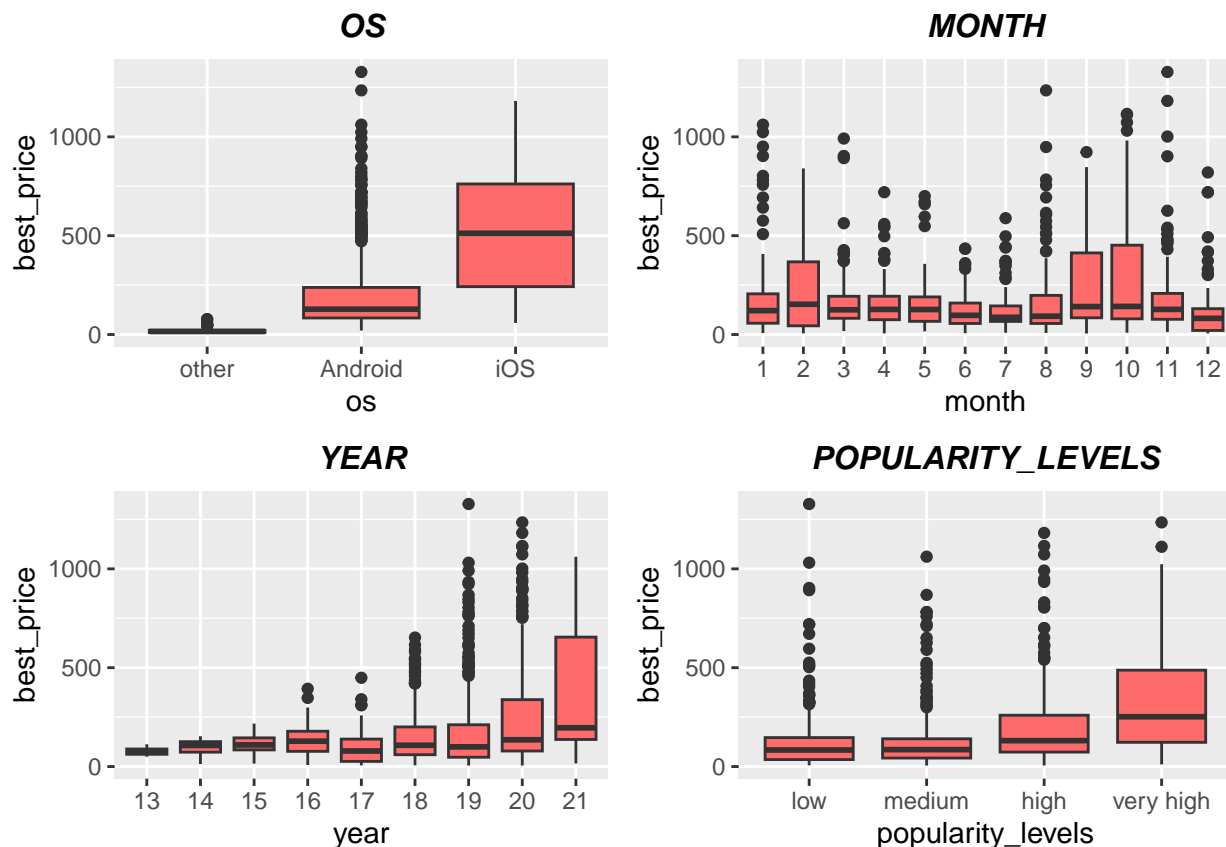 OS
best_price
1000
500
0
other Android iOS
os
MONTH
best_price
1000
500
0
1 2 3 4 5 6 7 8 9 10 11 12
month
YEAR
best_price
1000
500
0
13 14 15 16 17 18 19 20 21
year
POPULARITY_LEVELS
best_price
1000
500
0
low medium high very high
popularity_levels